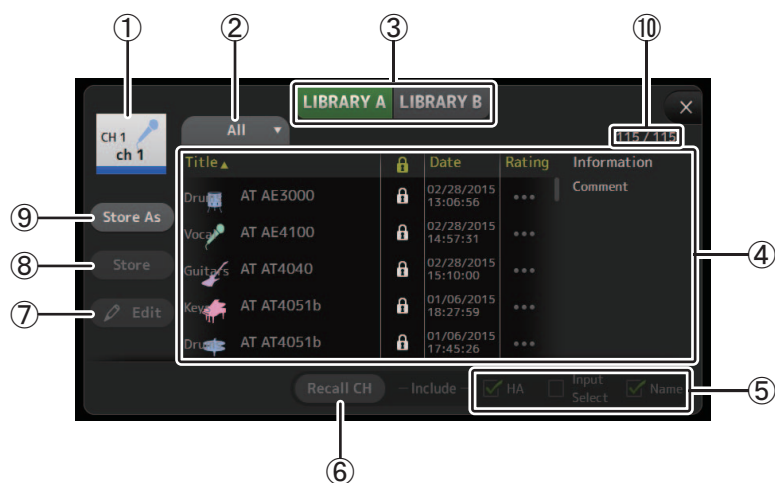 ① ② ③ ⑩
LIBRARY A LIBRARY B
All ▼
115 / 115
CH 1
ch 1
Title▲ Date Rating Information
Drums AT AE3000 02/28/2015 13:06:56 ••• Comment
Vocal AT AE4100 02/28/2015 14:57:31 •••
Guitars AT AT4040 02/28/2015 15:10:00 •••
Key AT AT4051b 01/06/2015 18:27:59 •••
Dru AT AT4051b 01/06/2015 17:45:26 •••
⑨ Store As
⑧ Store
⑦ Edit
④
Recall CH Include HA Input Select Name
⑤
⑥